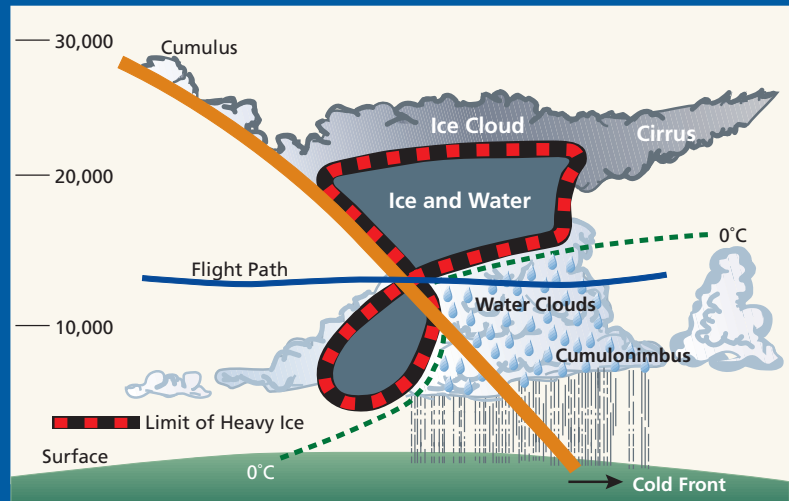 30,000
Cumulus
Ice Cloud
Cirrus
20,000
Ice and Water
0°C
Flight Path
Water Clouds
10,000
Cumulonimbus
Limit of Heavy Ice
Surface
0°C
Cold Front